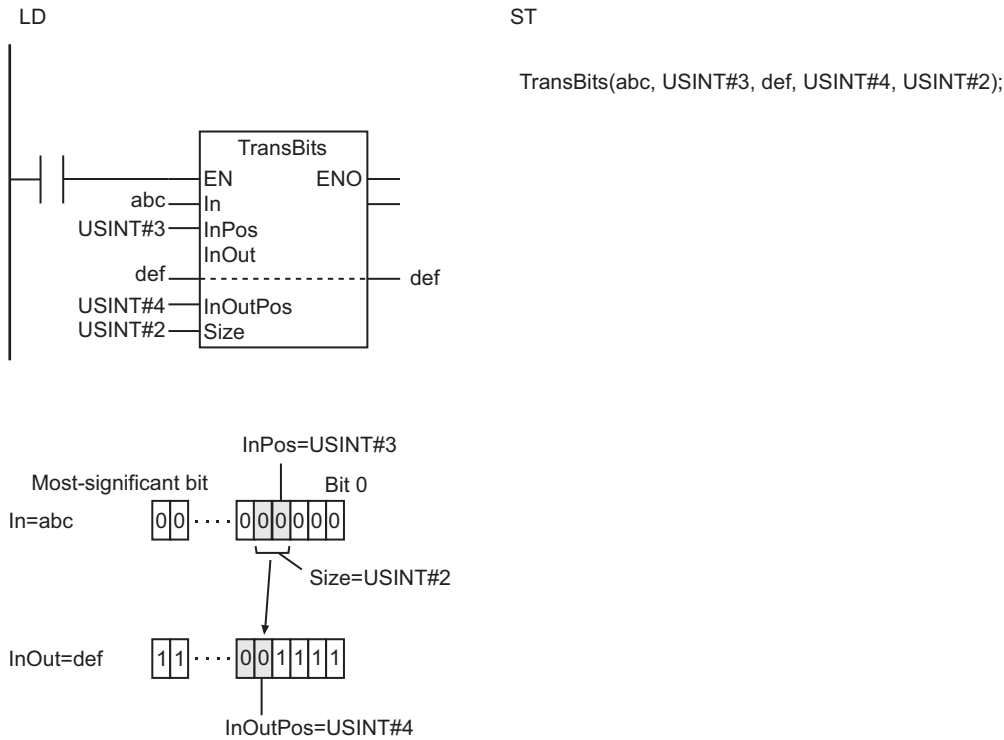 LD
ST
TransBits(abc, USINT#3, def, USINT#4, USINT#2);
TransBits
EN ENO
abc In
USINT#3 InPos
InOut
def def
USINT#4 InOutPos
USINT#2 Size
InPos=USINT#3
Most-significant bit Bit 0
In=abc 0 0 ···· 0 0 0 0 0 0
Size=USINT#2
InOut=def 1 1 ···· 0 0 1 1 1 1
InOutPos=USINT#4